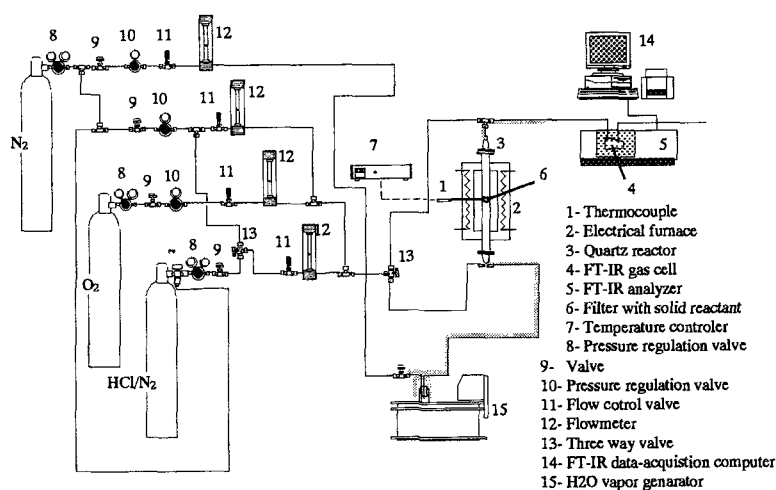 8
9
10
11
12
14
N₂
9
10
11
12
7
3
5
4
6
1
2
8
9
10
11
12
O₂
13
8
9
11
12
13
HCl/N₂
15
1- Thermocouple
2- Electrical furnace
3- Quartz reactor
4- FT-IR gas cell
5- FT-IR analyzer
6- Filter with solid reactant
7- Temperature controler
8- Pressure regulation valve
9- Valve
10- Pressure regulation valve
11- Flow cotrol valve
12- Flowmeter
13- Three way valve
14- FT-IR data-acquistion computer
15- H2O vapor genarator